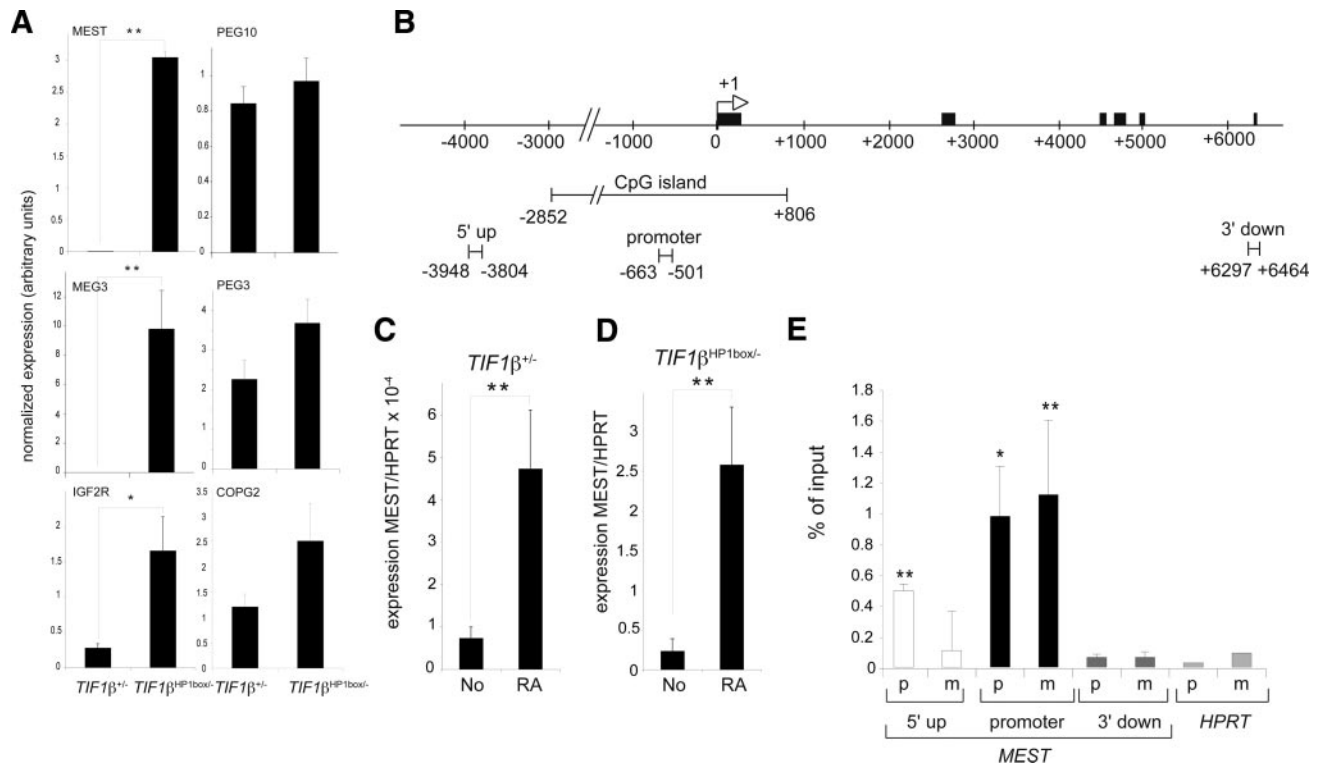 A
normalized expression (arbitrary units)
MEST
**
3
2.5
2
1.5
1
0.5
0
PEG10
1
0.8
0.6
0.4
0.2
0
MEG3
**
12
10
8
6
4
2
0
PEG3
4
3
2
1
0
IGF2R
*
2
1.5
1
0.5
0
COPG2
3.5
3
2.5
2
1.5
1
0.5
0
TIF1β+/- TIF1βHP1box/- TIF1β+/- TIF1βHP1box/-
B
+1
-4000 -3000 -1000 0 +1000 +2000 +3000 +4000 +5000 +6000
CpG island
-2852 +806
5' up promoter 3' down
-3948 -3804 -663 -501 +6297 +6464
C
TIF1β+/-
**
expression MEST/HPRT x 10-4
6
5
4
3
2
1
0
No RA
D
TIF1βHP1box/-
**
expression MEST/HPRT
3
2.5
2
1.5
1
0.5
0
No RA
E
% of input
1.8
1.6
1.4
1.2
1
0.8
0.6
0.4
0.2
0
** * **
p m p m p m p m
5' up promoter 3' down HPRT
MEST